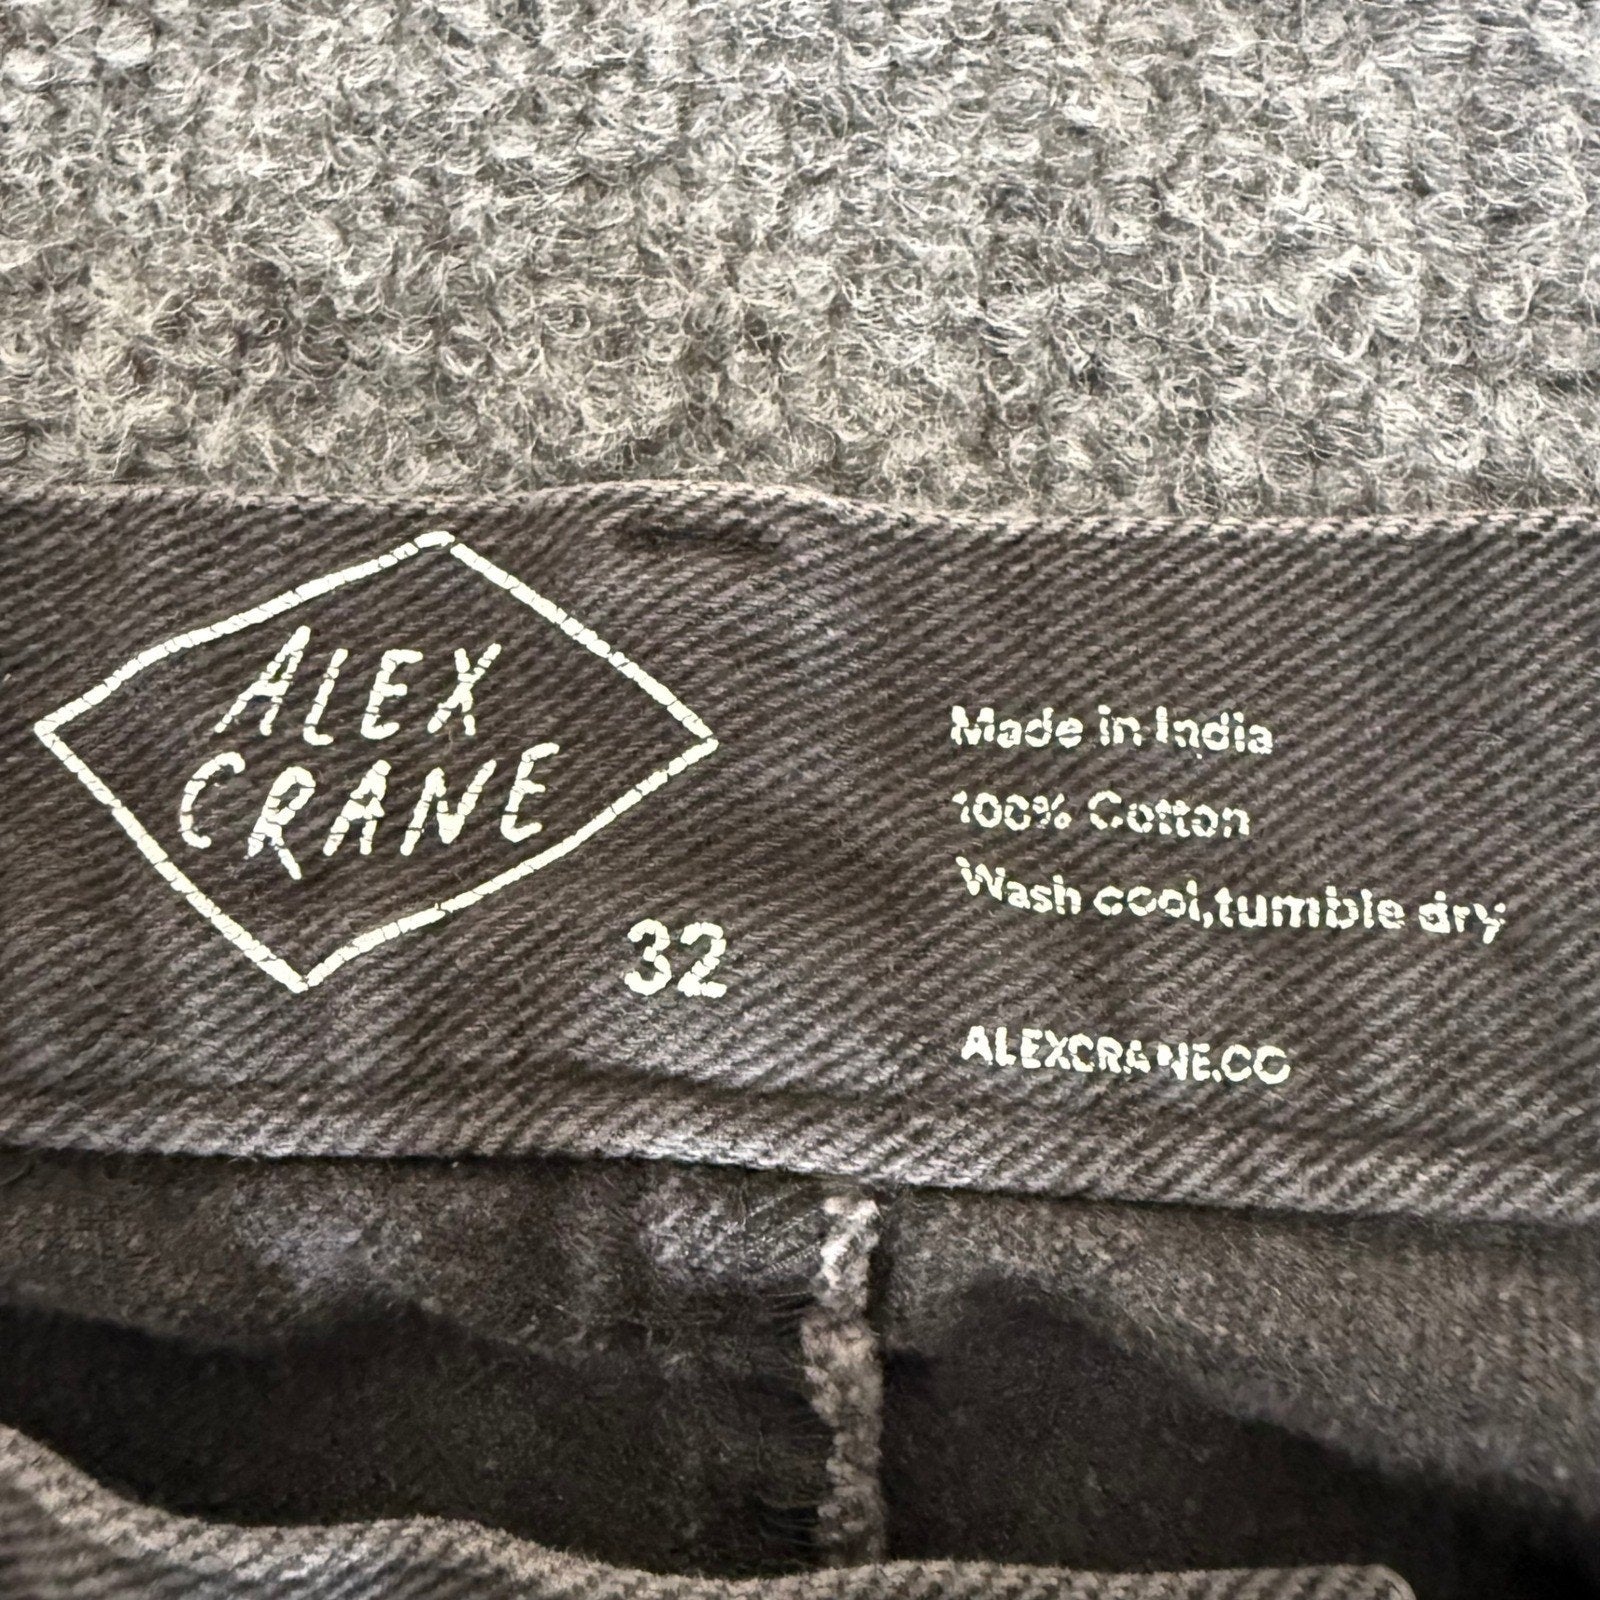 ALEX
CRANE
32
Made in India
100% Cotton
Wash cool,tumble dry
ALEXCRANE.CO